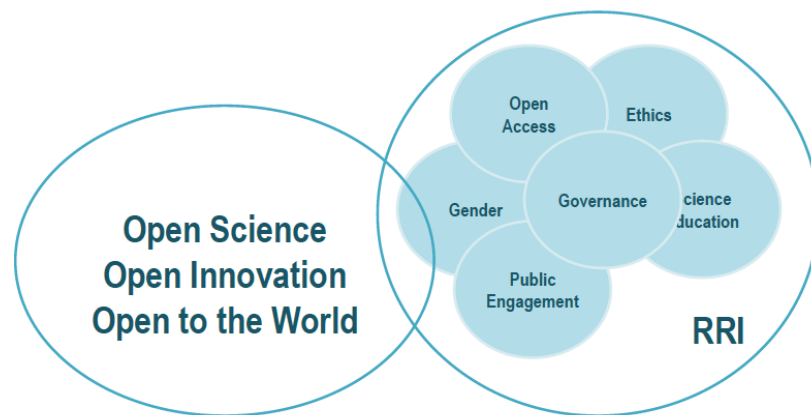 Open
Access
Ethics
Gender
Governance
cience
ducation
Public
Engagement
Open Science
Open Innovation
Open to the World
RRI